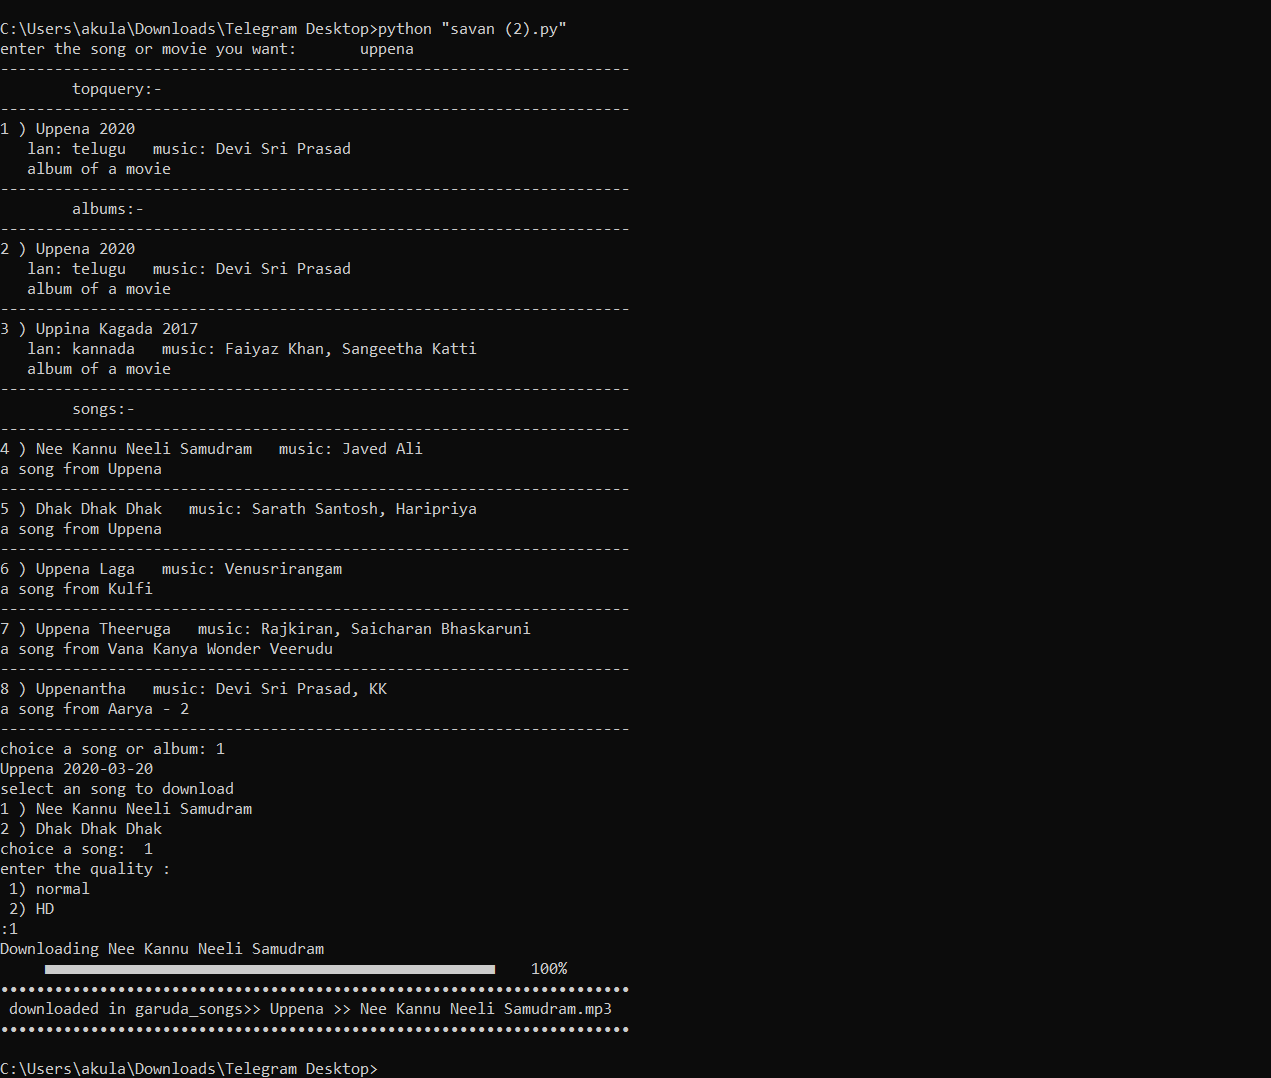 C:\Users\akula\Downloads\Telegram Desktop>python "savan (2).py"
enter the song or movie you want:       uppena
----------------------------------------------------------------------
        topquery:-
----------------------------------------------------------------------
1 ) Uppena 2020
   lan: telugu   music: Devi Sri Prasad
   album of a movie
----------------------------------------------------------------------
        albums:-
----------------------------------------------------------------------
2 ) Uppena 2020
   lan: telugu   music: Devi Sri Prasad
   album of a movie
----------------------------------------------------------------------
3 ) Uppina Kagada 2017
   lan: kannada   music: Faiyaz Khan, Sangeetha Katti
   album of a movie
----------------------------------------------------------------------
        songs:-
----------------------------------------------------------------------
4 ) Nee Kannu Neeli Samudram   music: Javed Ali
a song from Uppena
----------------------------------------------------------------------
5 ) Dhak Dhak Dhak   music: Sarath Santosh, Haripriya
a song from Uppena
----------------------------------------------------------------------
6 ) Uppena Laga   music: Venusrirangam
a song from Kulfi
----------------------------------------------------------------------
7 ) Uppena Theeruga   music: Rajkiran, Saicharan Bhaskaruni
a song from Vana Kanya Wonder Veerudu
----------------------------------------------------------------------
8 ) Uppenantha   music: Devi Sri Prasad, KK
a song from Aarya - 2
----------------------------------------------------------------------
choice a song or album: 1
Uppena 2020-03-20
select an song to download
1 ) Nee Kannu Neeli Samudram
2 ) Dhak Dhak Dhak
choice a song:  1
enter the quality :
 1) normal
 2) HD
:1
Downloading Nee Kannu Neeli Samudram
100%
••••••••••••••••••••••••••••••••••••••••••••••••••••••••••••••••••••••
 downloaded in garuda_songs>> Uppena >> Nee Kannu Neeli Samudram.mp3
••••••••••••••••••••••••••••••••••••••••••••••••••••••••••••••••••••••
C:\Users\akula\Downloads\Telegram Desktop>